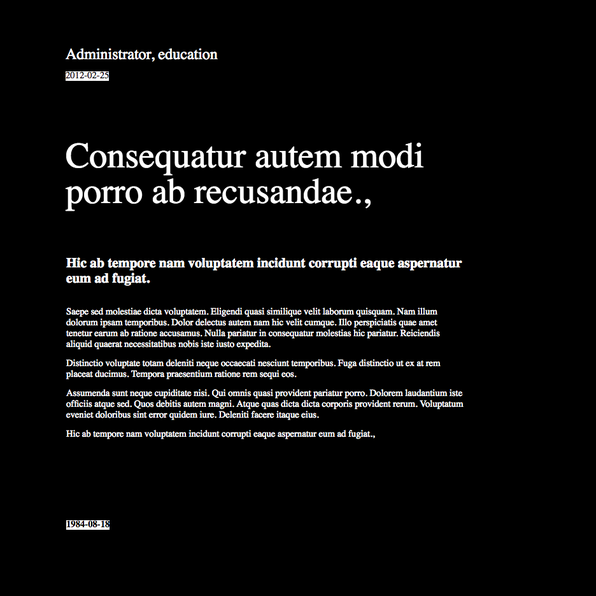 Administrator, education
2012-02-25
Consequatur autem modi
porro ab recusandae.,
Hic ab tempore nam voluptatem incidunt corrupti eaque aspernatur
eum ad fugiat.
Saepe sed molestiae dicta voluptatem. Eligendi quasi similique velit laborum quisquam. Nam illum
dolorum ipsam temporibus. Dolor delectus autem nam hic velit cumque. Illo perspiciatis quae amet
tenetur earum ab ratione accusamus. Nulla pariatur in consequatur molestias hic pariatur. Reiciendis
aliquid quaerat necessitatibus nobis iste iusto expedita.
Distinctio voluptate totam deleniti neque occaecati nesciunt temporibus. Fuga distinctio ut ex at rem
placeat ducimus. Tempora praesentium ratione rem sequi eos.
Assumenda sunt neque cupiditate nisi. Qui omnis quasi provident pariatur porro. Dolorem laudantium iste
officiis atque sed. Quos debitis autem magni. Atque quas dicta dicta corporis provident rerum. Voluptatum
eveniet doloribus sint error quidem iure. Deleniti facere itaque eius.
Hic ab tempore nam voluptatem incidunt corrupti eaque aspernatur eum ad fugiat.,
1984-08-18